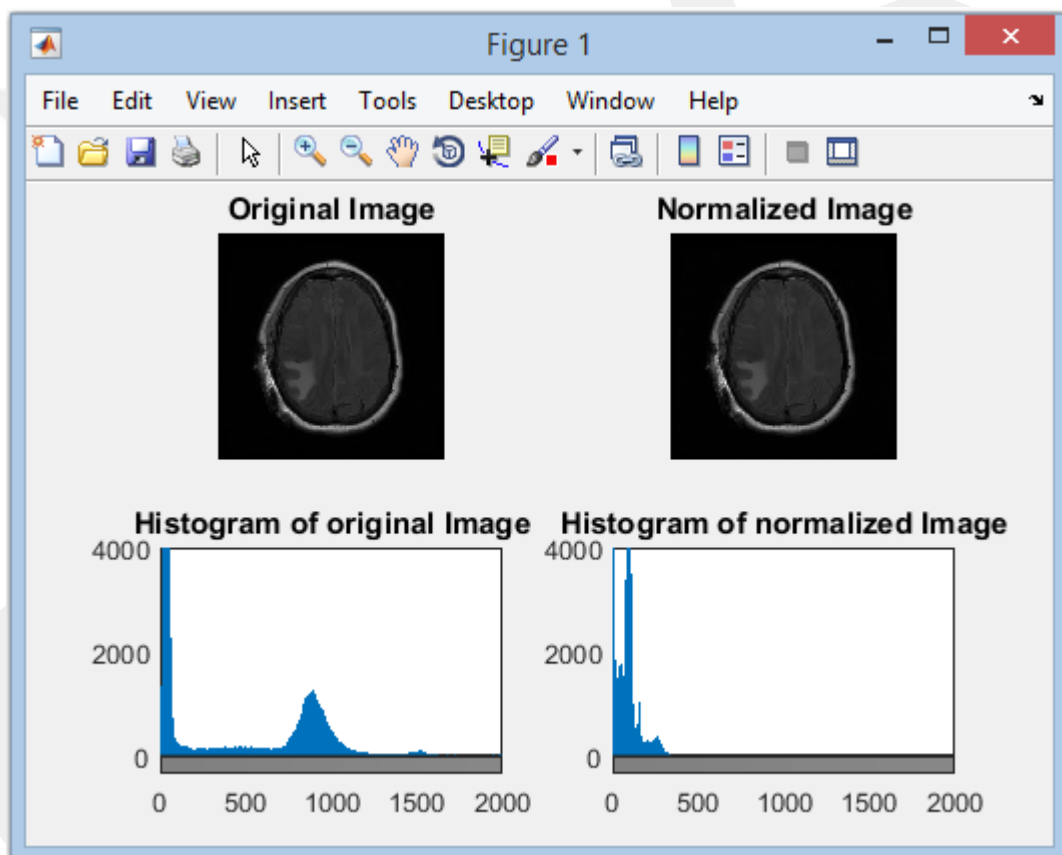 Figure 1
File Edit View Insert Tools Desktop Window Help
Original Image
Normalized Image
Histogram of original Image
4000
2000
0
0 500 1000 1500 2000
Histogram of normalized Image
4000
2000
0
0 500 1000 1500 2000